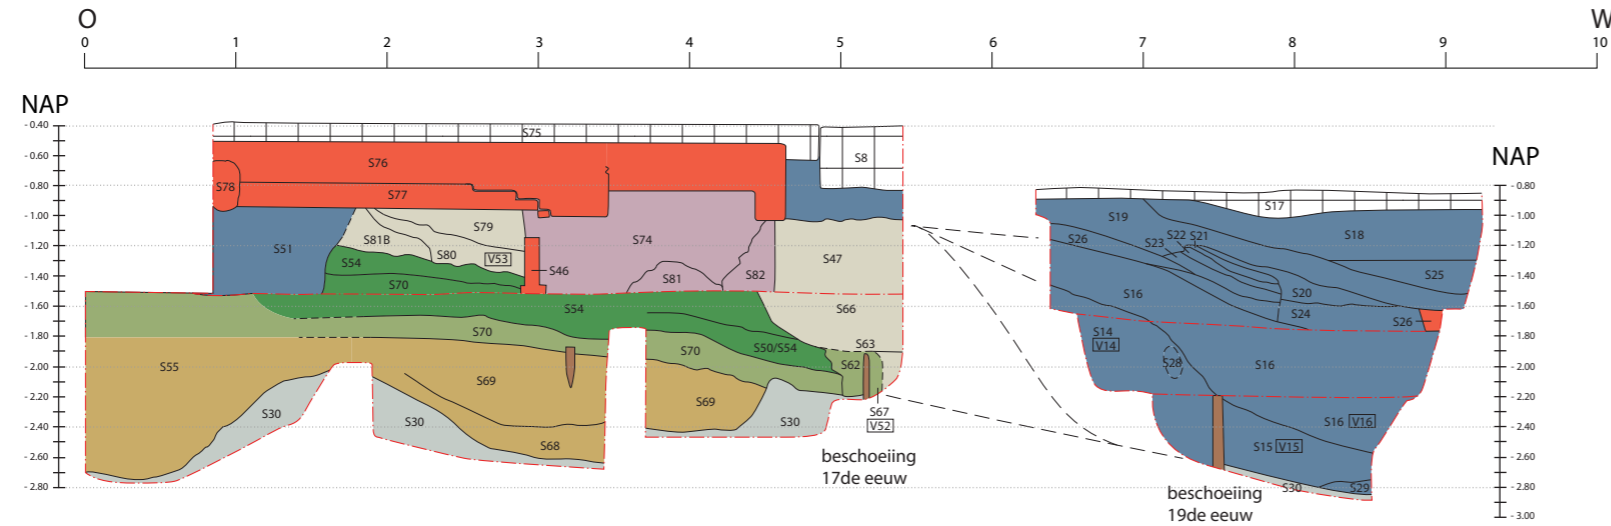 O
W
0 1 2 3 4 5 6 7 8 9 10
NAP
- 0.40
- 0.60
- 0.80
- 1.00
- 1.20
- 1.40
- 1.60
- 1.80
- 2.00
- 2.20
- 2.40
- 2.60
- 2.80
S75
S8
S76
S78
S77
S79
S81B
S80
V53
S51
S54
S70
S46
S74
S81
S82
S47
S54
S66
S70
S63
S50/S54
S70
S62
S55
S69
S69
S67
V52
S30
S30
S30
S68
beschoeiing
17de eeuw
S17
S19
S18
S26
S22
S21
S23
S25
S20
S16
S24
S26
S14
V14
S28
S16
S16
V16
S15
V15
S30
S29
beschoeiing
19de eeuw
NAP
- 0.80
- 1.00
- 1.20
- 1.40
- 1.60
- 1.80
- 2.00
- 2.20
- 2.40
- 2.60
- 2.80
- 3.00